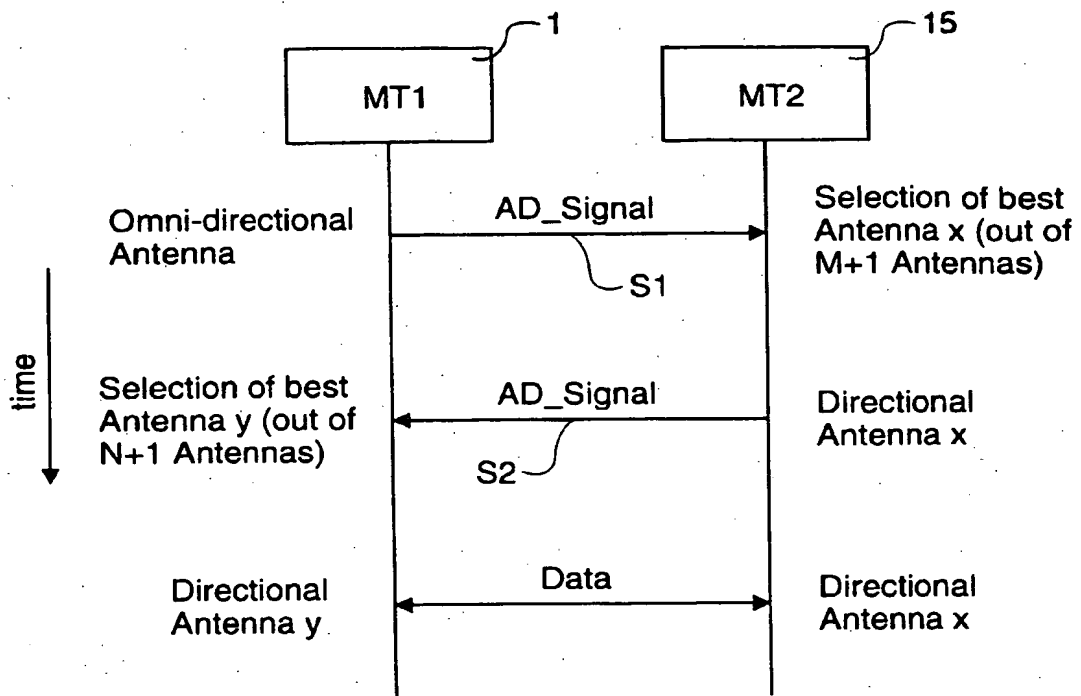 1
15
MT1
MT2
Omni-directional
Antenna
AD_Signal
S1
Selection of best
Antenna x (out of
M+1 Antennas)
time
Selection of best
Antenna y (out of
N+1 Antennas)
AD_Signal
S2
Directional
Antenna x
Directional
Antenna y
Data
Directional
Antenna x